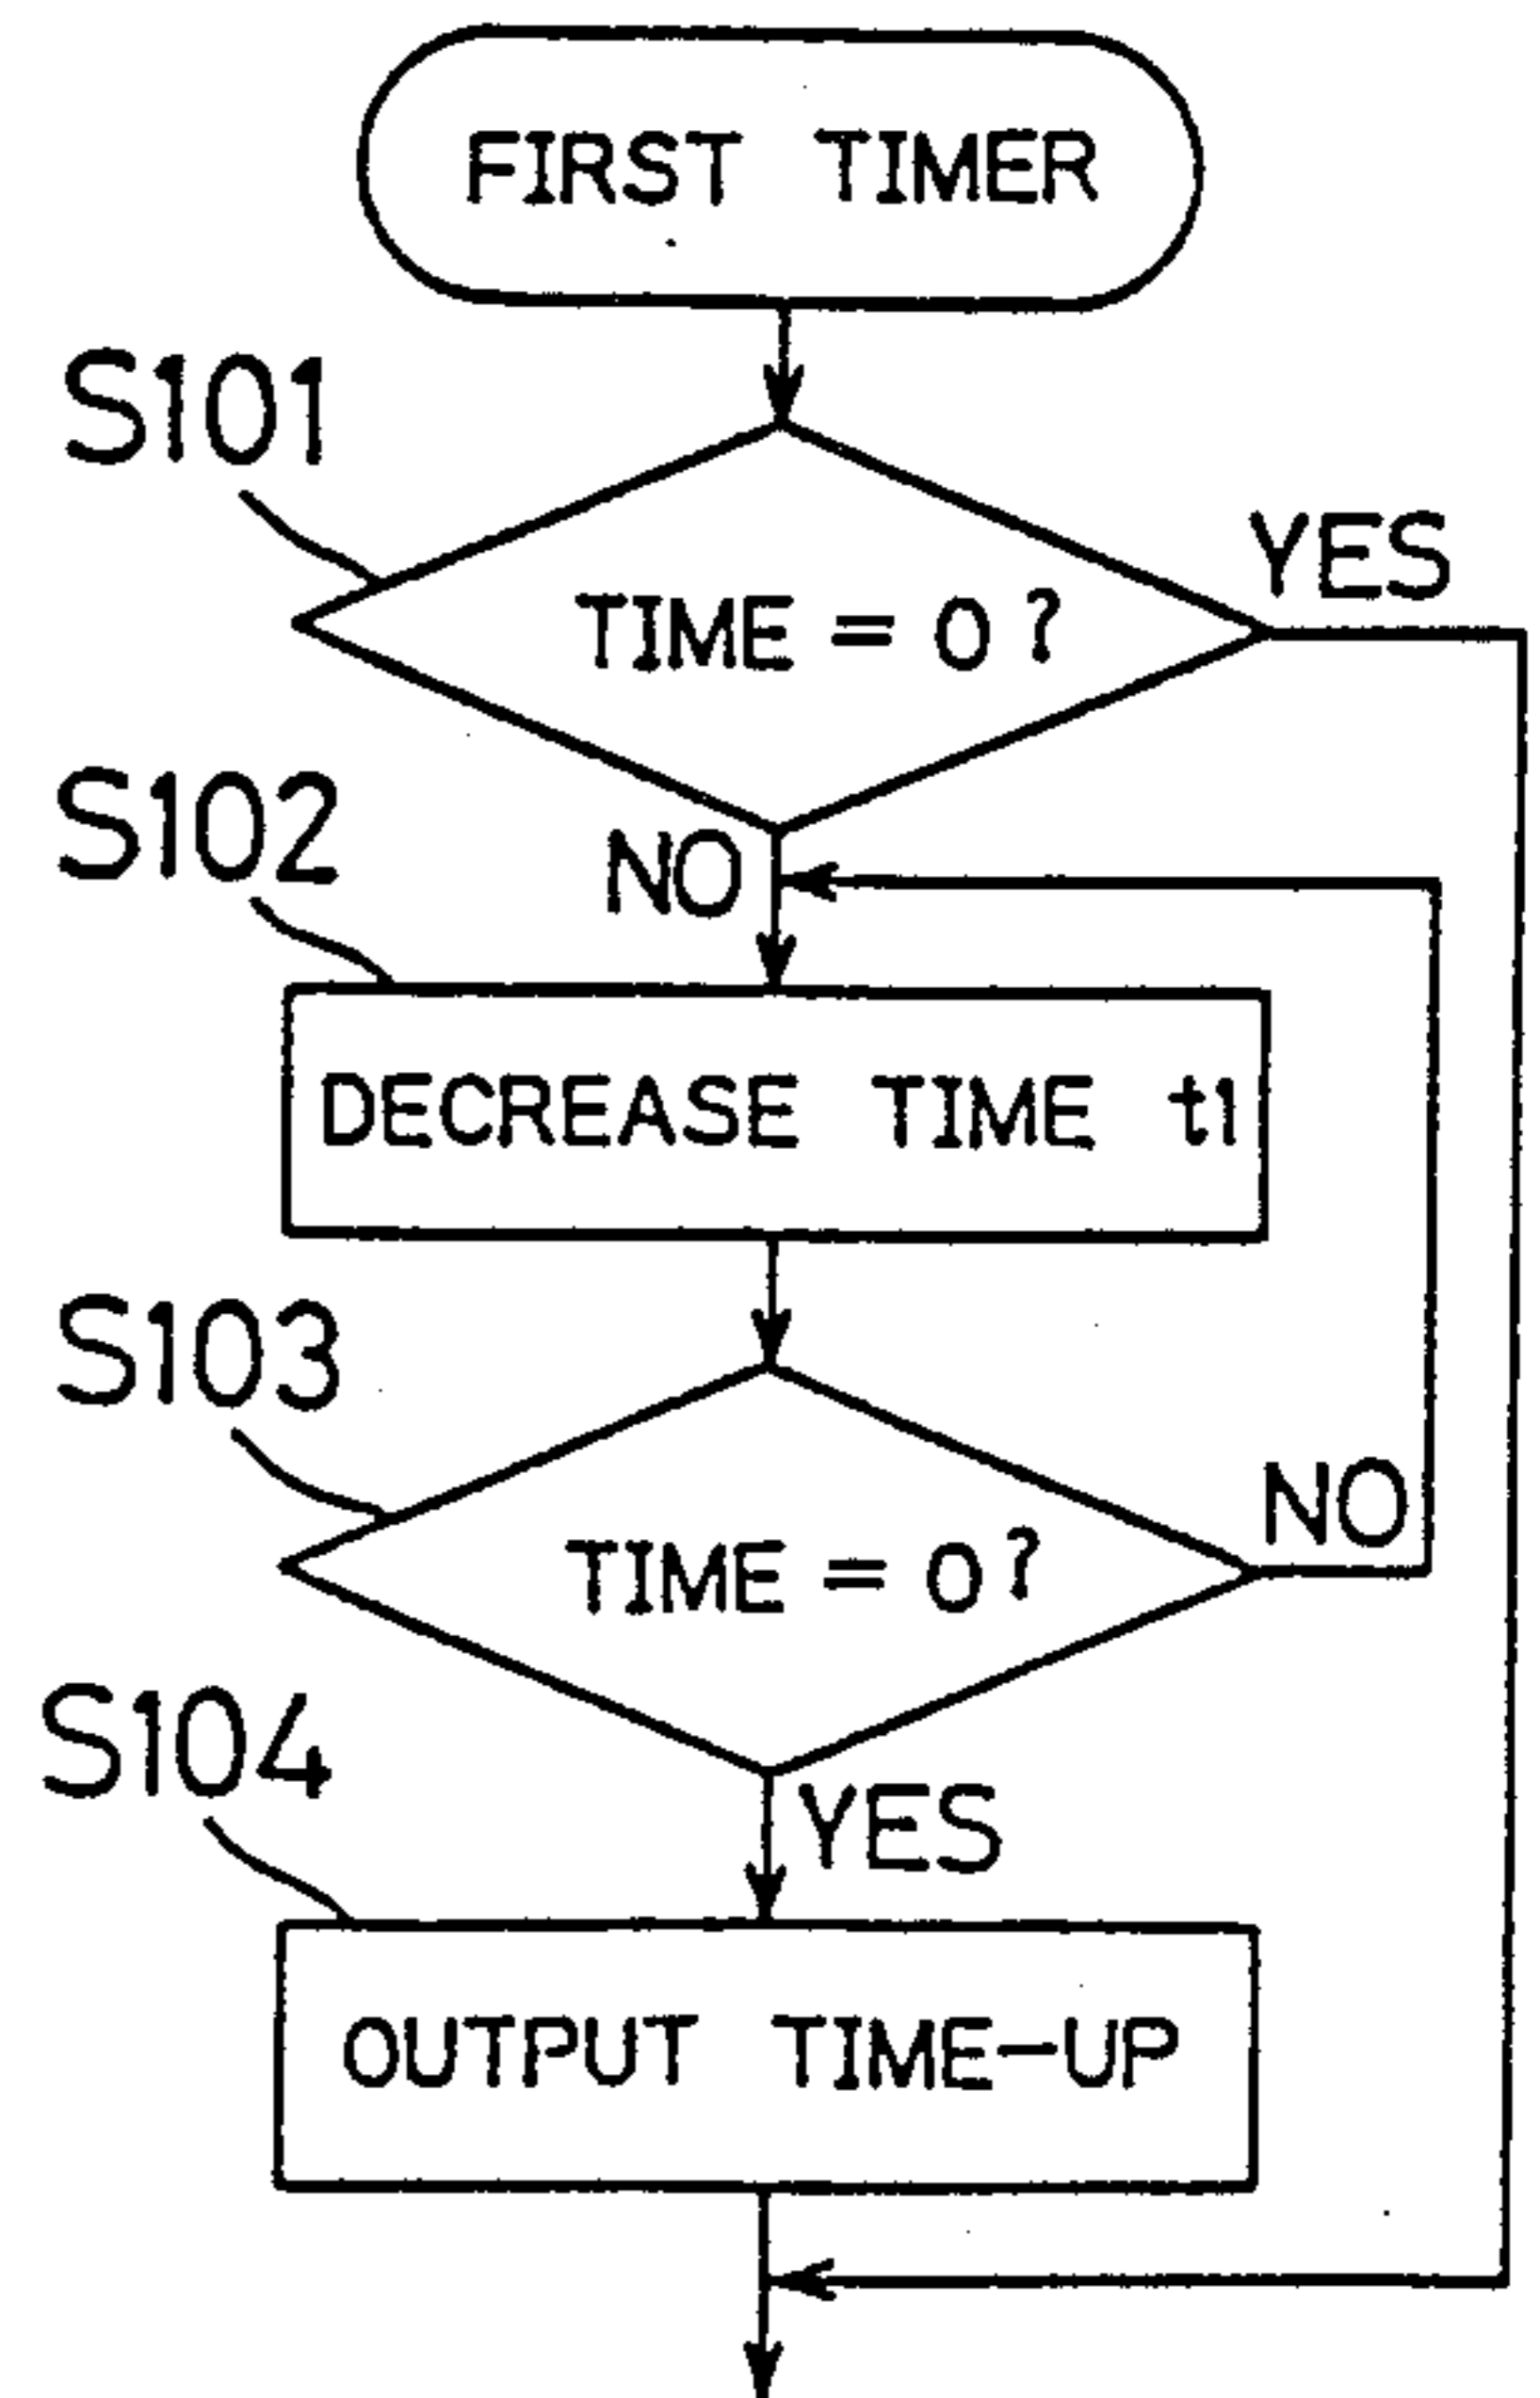 FIRST TIMER
S101
YES
TIME = 0 ?
S102
NO
DECREASE TIME t1
S103
NO
TIME = 0 ?
S104
YES
OUTPUT TIME-UP